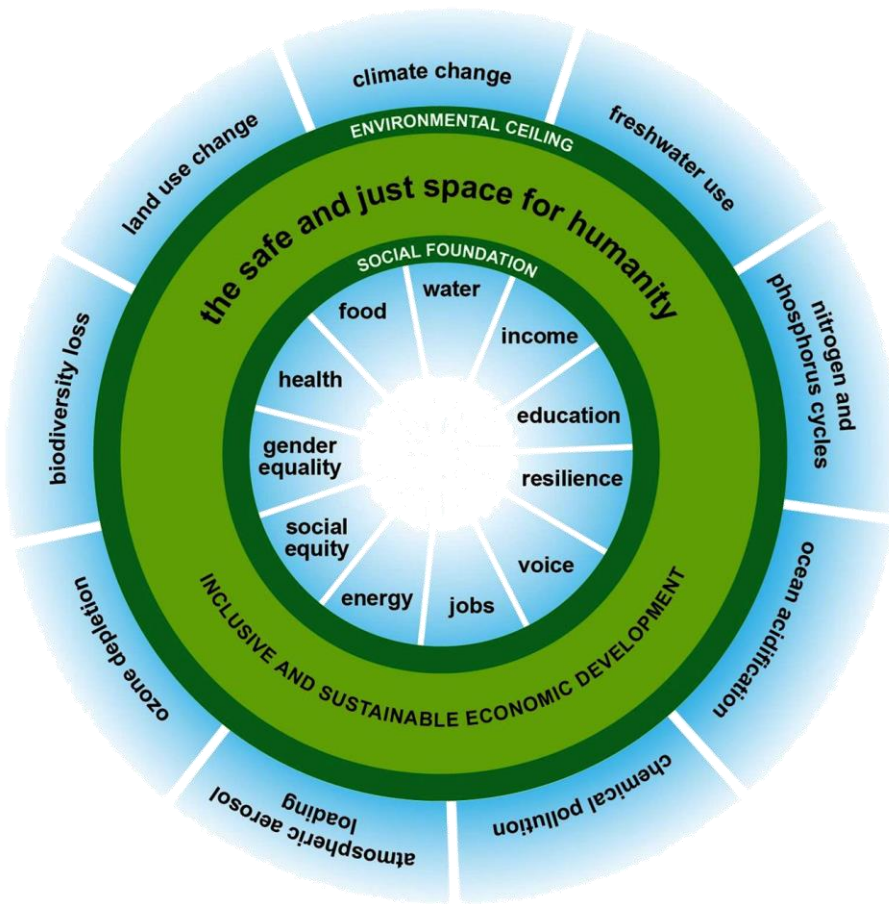 climate change
freshwater use
nitrogen and
phosphorus cycles
ocean acidification
chemical pollution
atmospheric aerosol
loading
ozone depletion
biodiversity loss
land use change
ENVIRONMENTAL CEILING
the safe and just space for humanity
SOCIAL FOUNDATION
water
income
education
resilience
voice
jobs
energy
social
equity
gender
equality
health
food
INCLUSIVE AND SUSTAINABLE ECONOMIC DEVELOPMENT